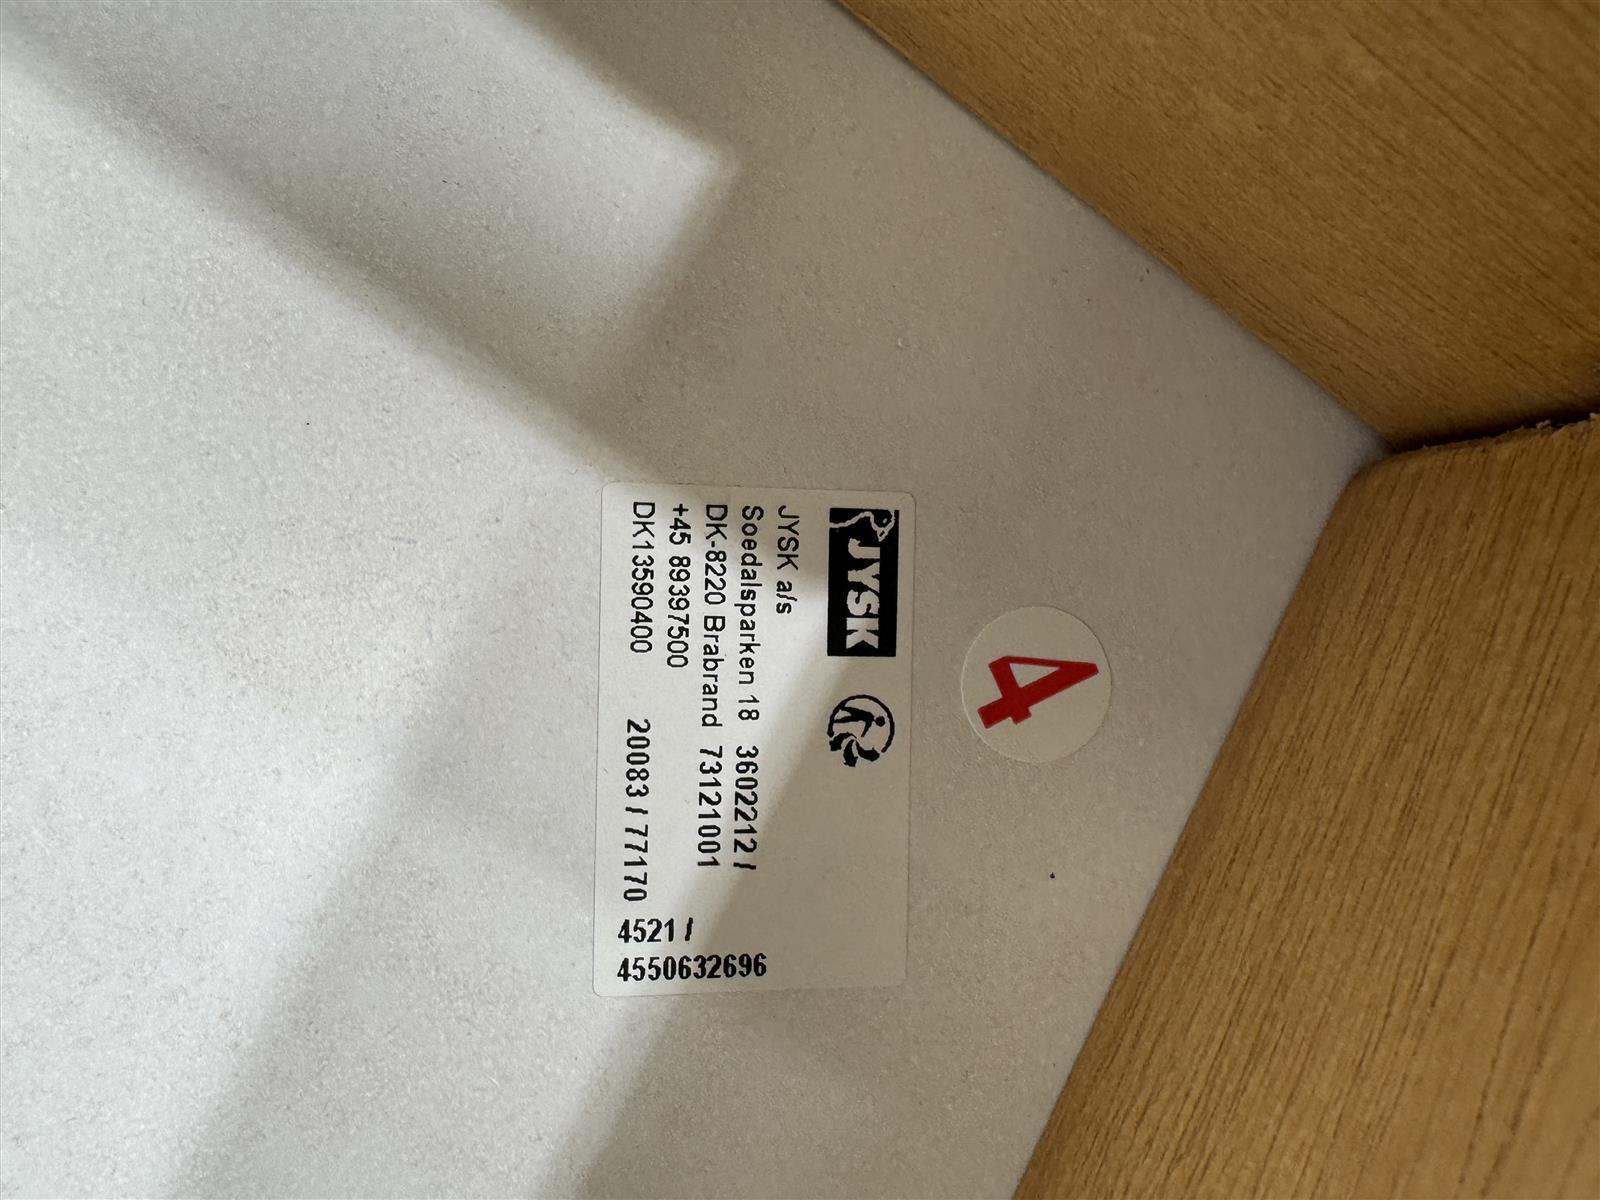 JYSK
JYSK a/s
Soedalsparken 18 3602212 /
DK-8220 Brabrand 73121001
+45 89397500
DK13590400 20083 / 77170
4521 /
4550632696
4